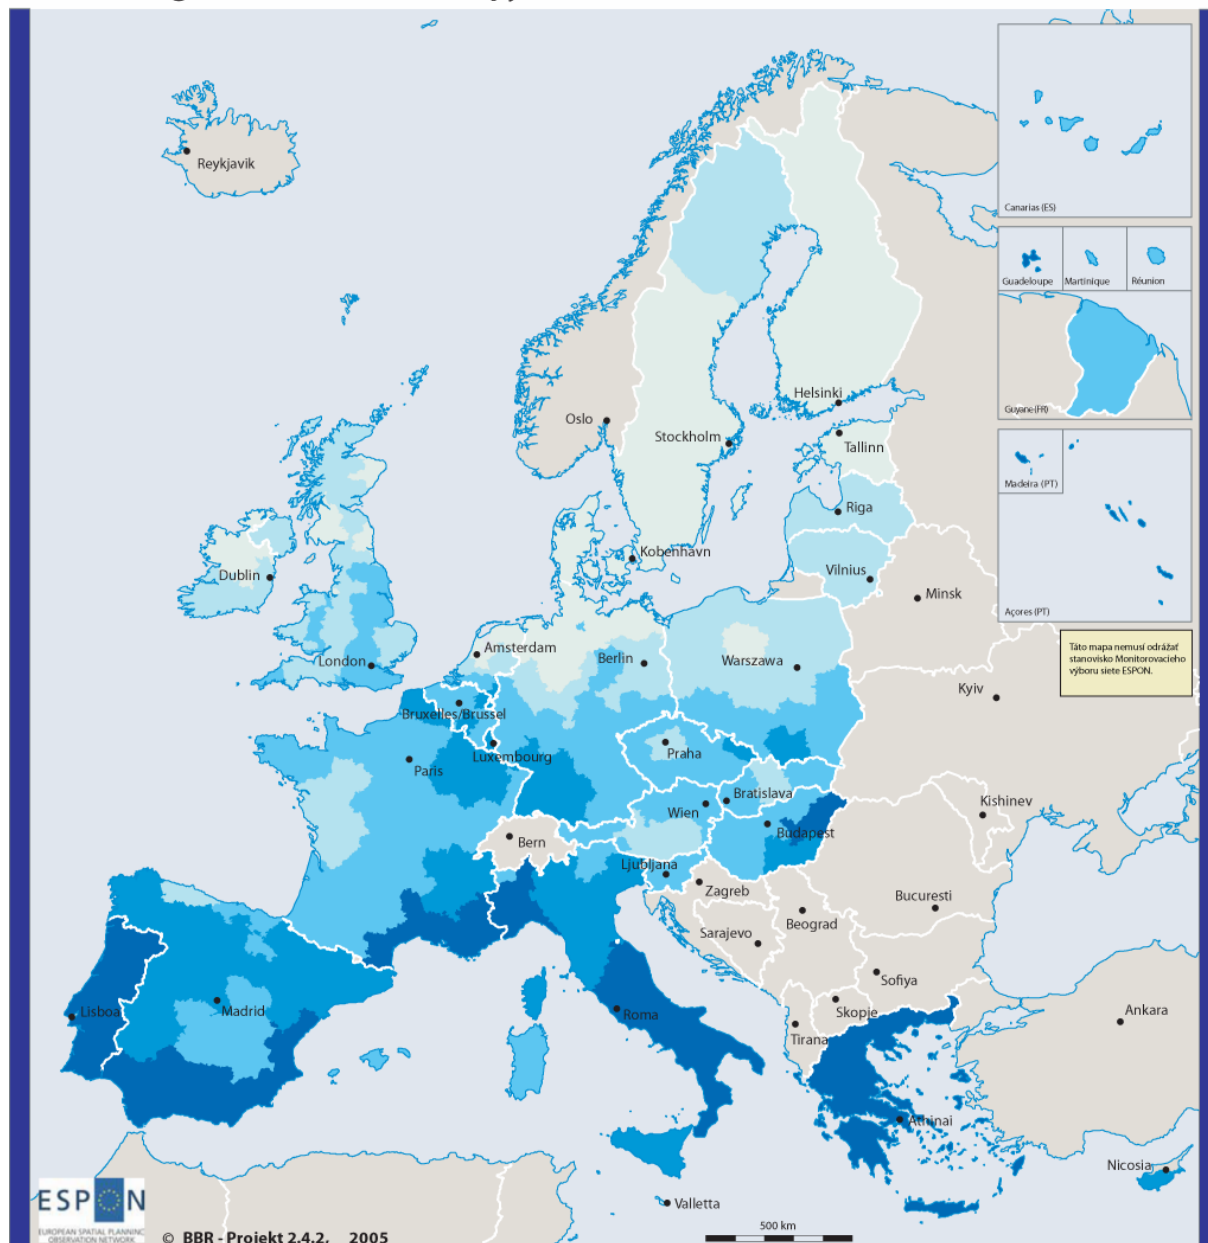 Reykjavik
Canarias (ES)
Guadeloupe
Martinique
Réunion
Guyane (FR)
Madeira (PT)
Açores (PT)
Táto mapa nemusí odrážať
stanovisko Monitorovacieho
výboru siete ESPON.
Helsinki
Oslo
Stockholm
Tallinn
Riga
Kobenhavn
Vilnius
Dublin
Minsk
Amsterdam
London
Berlin
Warszawa
Kyiv
Bruxelles/Brussel
Luxembourg
Praha
Paris
Bratislava
Wien
Kishinev
Budapest
Bern
Ljubljana
Zagreb
Bucuresti
Beograd
Sarajevo
Sofiya
Madrid
Lisboa
Roma
Skopje
Ankara
Tirana
Athinai
Nicosia
Valletta
ESPON
EUROPEAN SPATIAL PLANNING
OBSERVATION NETWORK
© BBR - Projekt 2.4.2, 2005
500 km